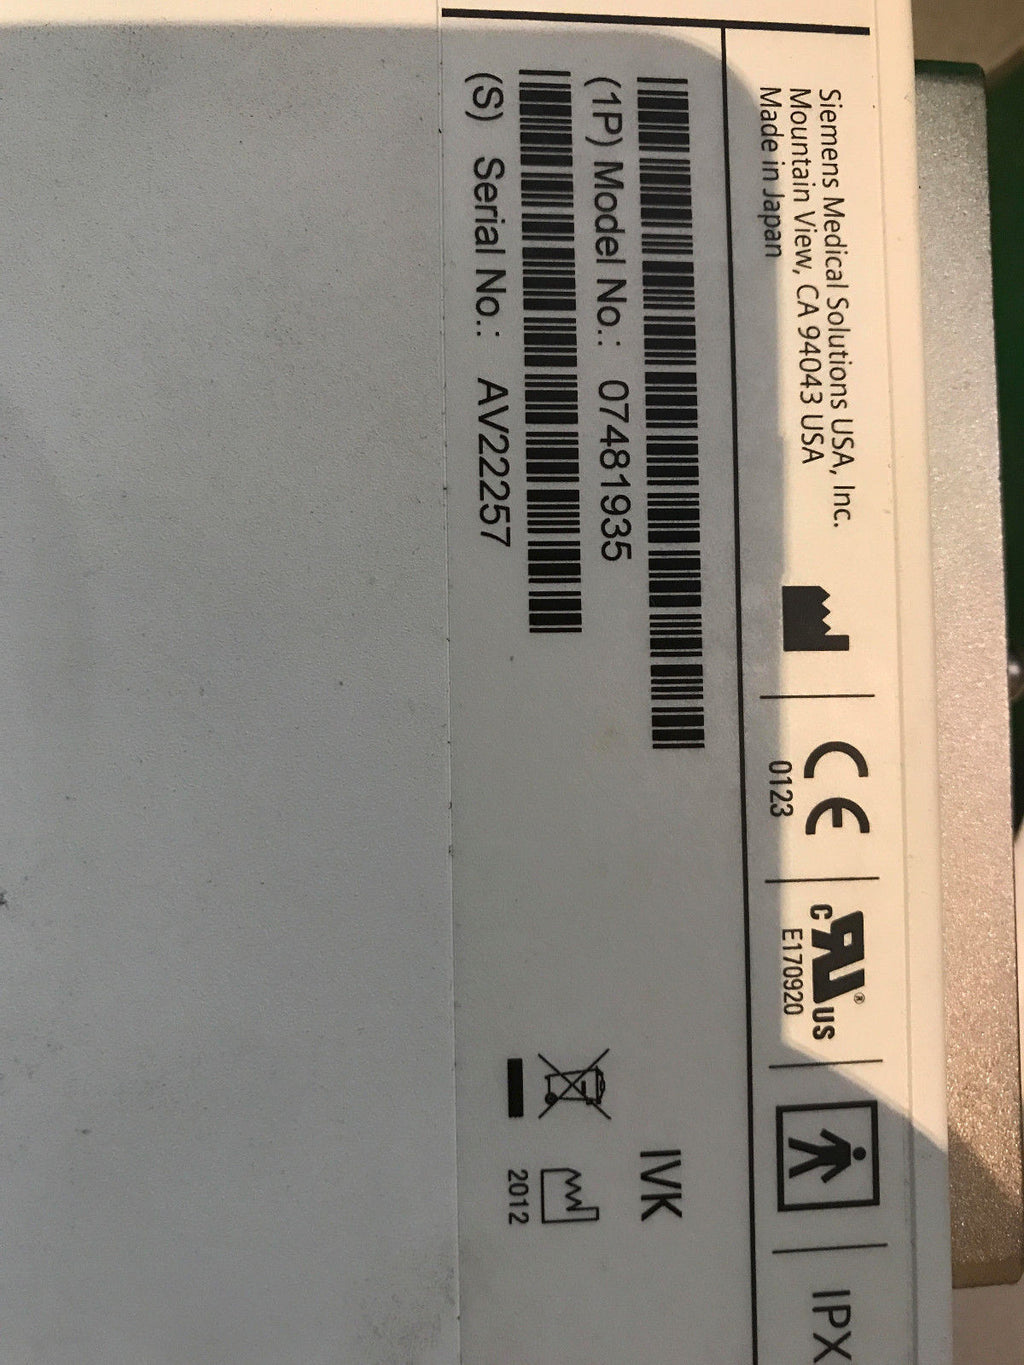 Siemens Medical Solutions USA, Inc.
Mountain View, CA 94043 USA
Made in Japan
CE
0123
c RU ® US
E170920
IPX
(1P) Model No.: 07481935
(S) Serial No.: AV22257
IVK
2012